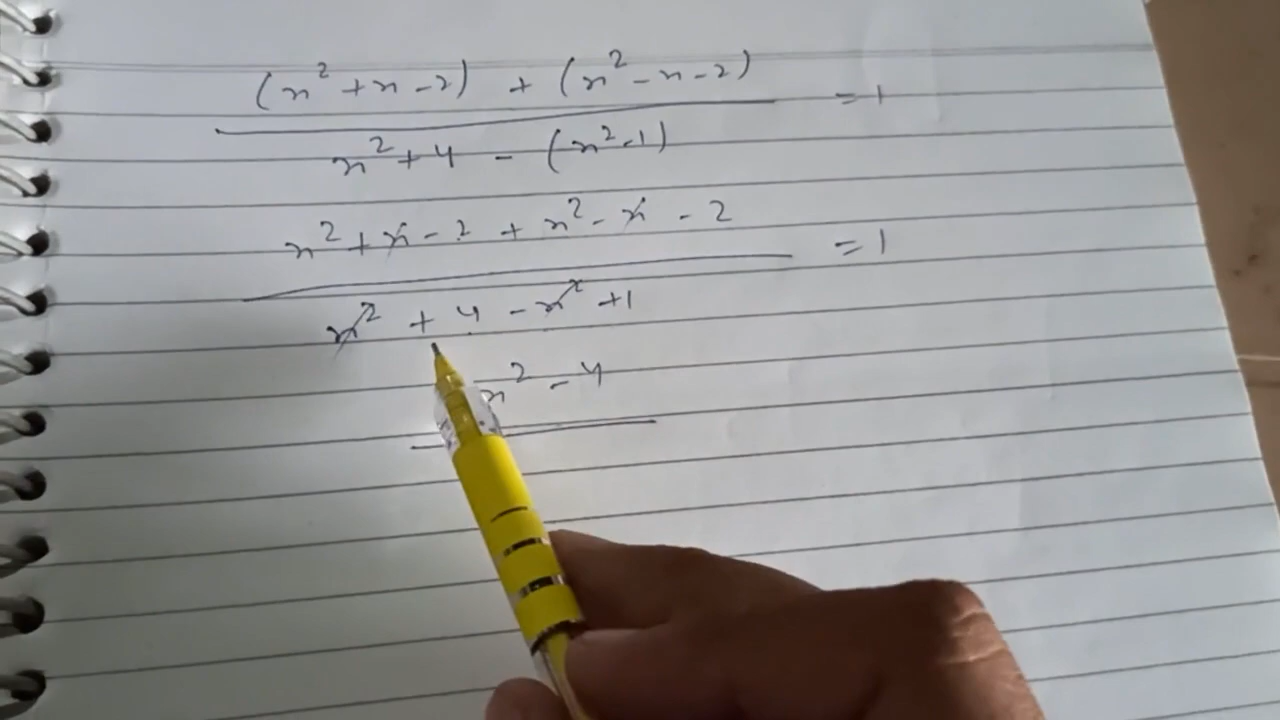 (x² + x - 2) + (x² - x - 2) = 1
x² + 4 - (x² - 1)
x² + x - 2 + x² - x - 2 = 1
x² + 4 - x² + 1
x² - 4